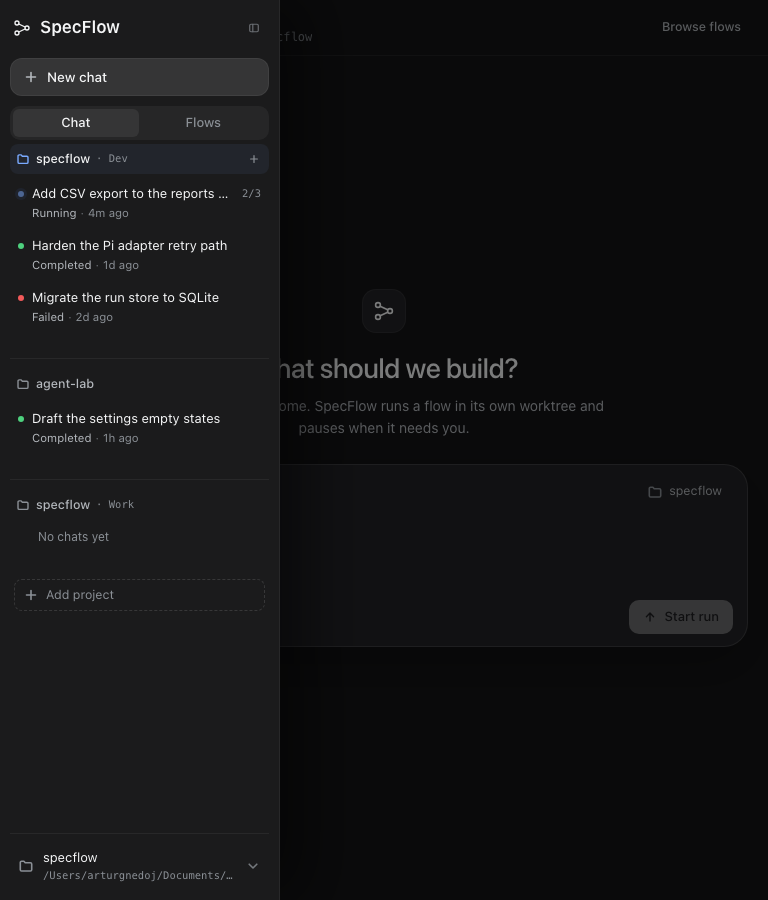 SpecFlow
New chat
Chat
Flows
specflow · Dev
Add CSV export to the reports ... 2/3
Running · 4m ago
Harden the Pi adapter retry path
Completed · 1d ago
Migrate the run store to SQLite
Failed · 2d ago
agent-lab
Draft the settings empty states
Completed · 1h ago
specflow · Work
No chats yet
Add project
specflow
/Users/arturgnedoj/Documents/…
cflow
Browse flows
hat should we build?
ome. SpecFlow runs a flow in its own worktree and
pauses when it needs you.
specflow
Start run